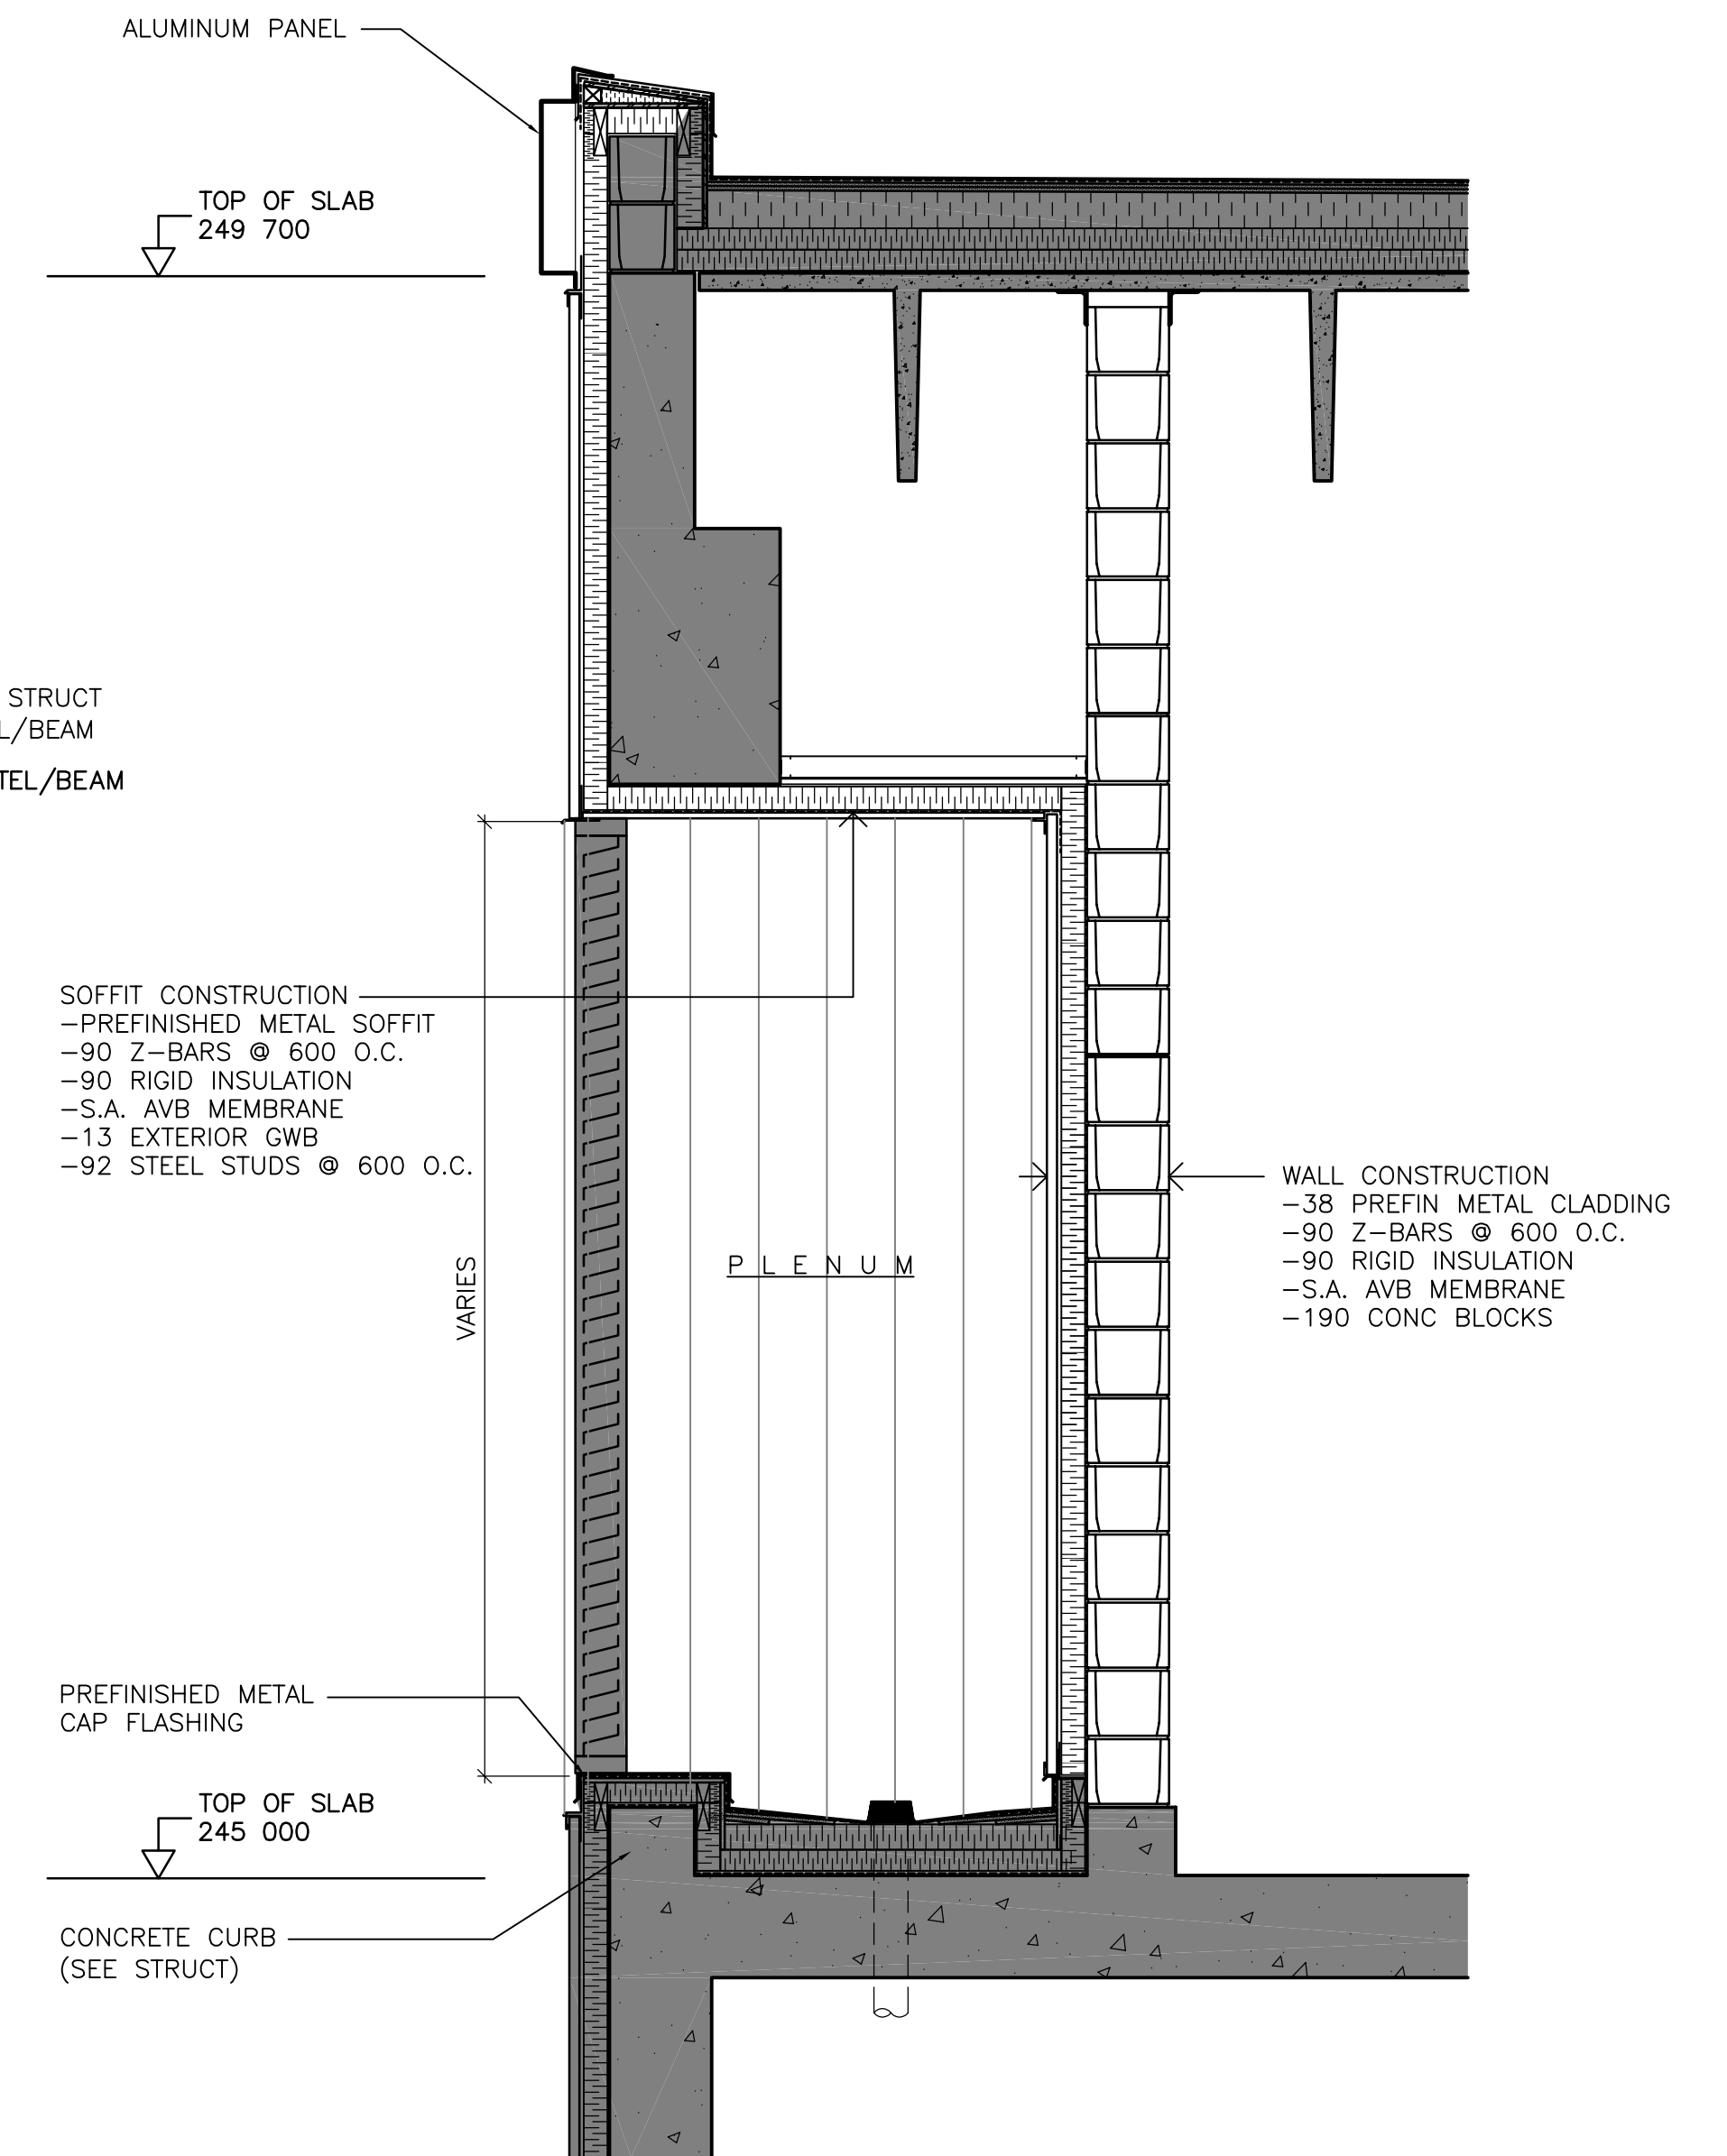 ALUMINUM PANEL
TOP OF SLAB
249 700
STRUCT
/BEAM
/BEAM
SOFFIT CONSTRUCTION
-PREFINISHED METAL SOFFIT
-90 Z-BARS @ 600 O.C.
-90 RIGID INSULATION
-S.A. AVB MEMBRANE
-13 EXTERIOR GWB
-92 STEEL STUDS @ 600 O.C.
WALL CONSTRUCTION
-38 PREFIN METAL CLADDING
-90 Z-BARS @ 600 O.C.
-90 RIGID INSULATION
-S.A. AVB MEMBRANE
-190 CONC BLOCKS
PLENUM
VARIES
PREFINISHED METAL
CAP FLASHING
TOP OF SLAB
245 000
CONCRETE CURB
(SEE STRUCT)